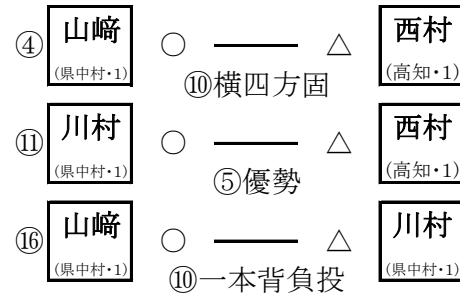 ④ 山﨑 (県中村・1) ○ ─── △ 西村 (高知・1)
⑩横四方固
⑪ 川村 (県中村・1) ○ ─── △ 西村 (高知・1)
⑤優勢
⑯ 山﨑 (県中村・1) ○ ─── △ 川村 (県中村・1)
⑩一本背負投